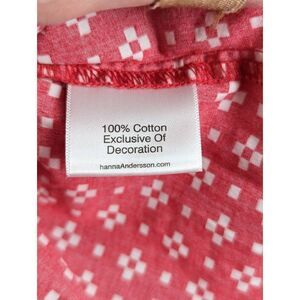 100% Cotton
Exclusive Of
Decoration
hannaAndersson.com